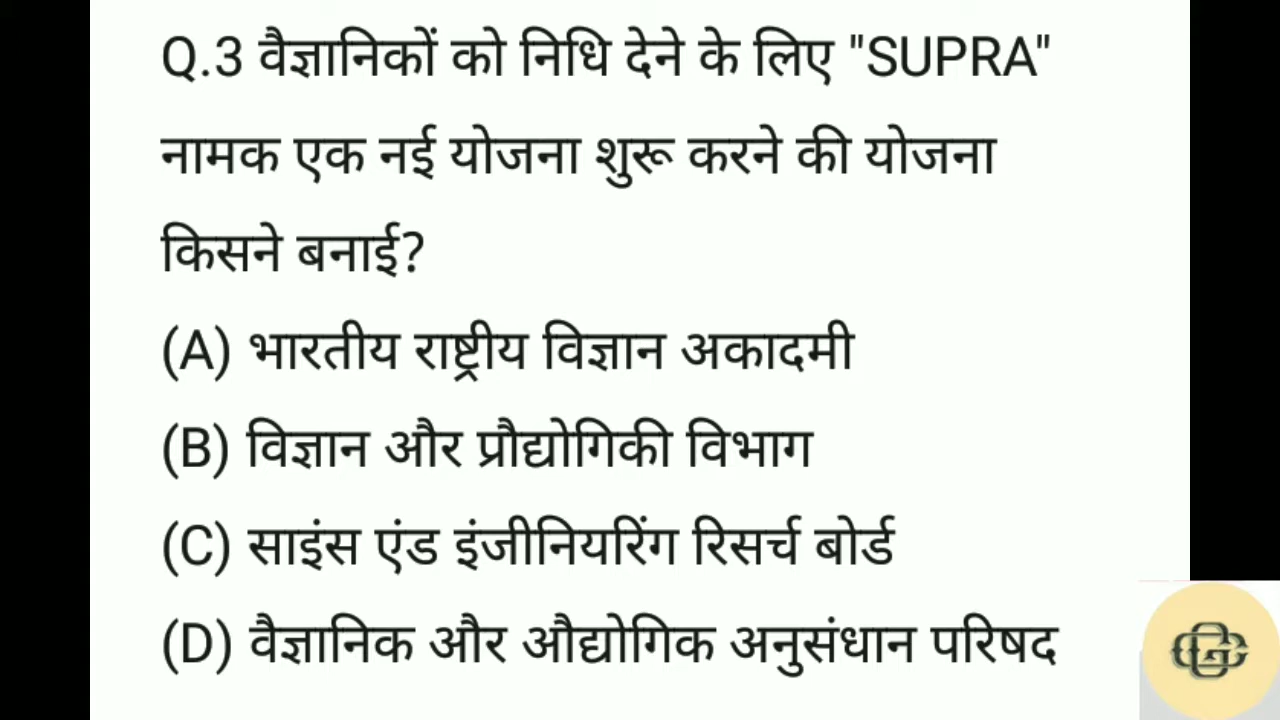 Q.3 वैज्ञानिकों को निधि देने के लिए "SUPRA"
नामक एक नई योजना शुरू करने की योजना
किसने बनाई?
(A) भारतीय राष्ट्रीय विज्ञान अकादमी
(B) विज्ञान और प्रौद्योगिकी विभाग
(C) साइंस एंड इंजीनियरिंग रिसर्च बोर्ड
(D) वैज्ञानिक और औद्योगिक अनुसंधान परिषद